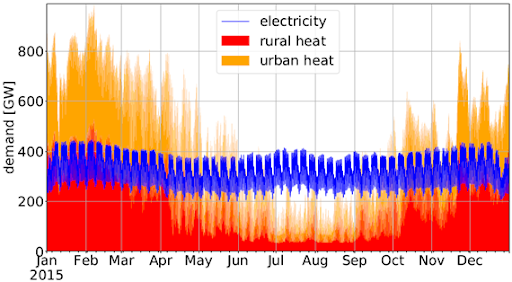 electricity
rural heat
urban heat
demand [GW]
800
600
400
200
0
Jan Feb Mar Apr May Jun Jul Aug Sep Oct Nov Dec
2015